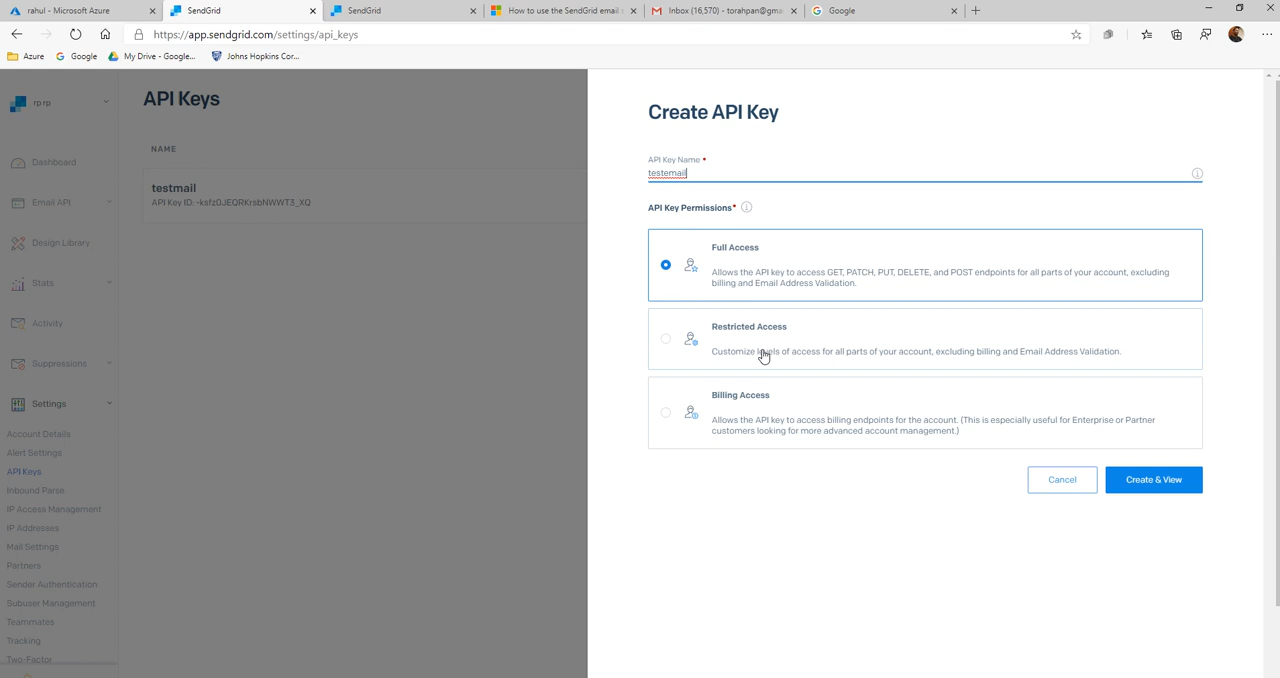 rahul - Microsoft Azure
SendGrid
SendGrid
How to use the SendGrid email s
Inbox (16,570) - torahpan@gma
Google
https://app.sendgrid.com/settings/api_keys
Azure
Google
My Drive - Google...
Johns Hopkins Cor...
rp rp
Dashboard
Email API
Design Library
Stats
Activity
Suppressions
Settings
Account Details
Alert Settings
API Keys
Inbound Parse
IP Access Management
IP Addresses
Mail Settings
Partners
Sender Authentication
Subuser Management
Teammates
Tracking
Two-Factor
API Keys
NAME
testmail
API Key ID: -ksfz0JEQRKrsbNWWT3_XQ
Create API Key
API Key Name *
testemail
API Key Permissions*
Full Access
Allows the API key to access GET, PATCH, PUT, DELETE, and POST endpoints for all parts of your account, excluding
billing and Email Address Validation.
Restricted Access
Customize levels of access for all parts of your account, excluding billing and Email Address Validation.
Billing Access
Allows the API key to access billing endpoints for the account. (This is especially useful for Enterprise or Partner
customers looking for more advanced account management.)
Cancel
Create & View